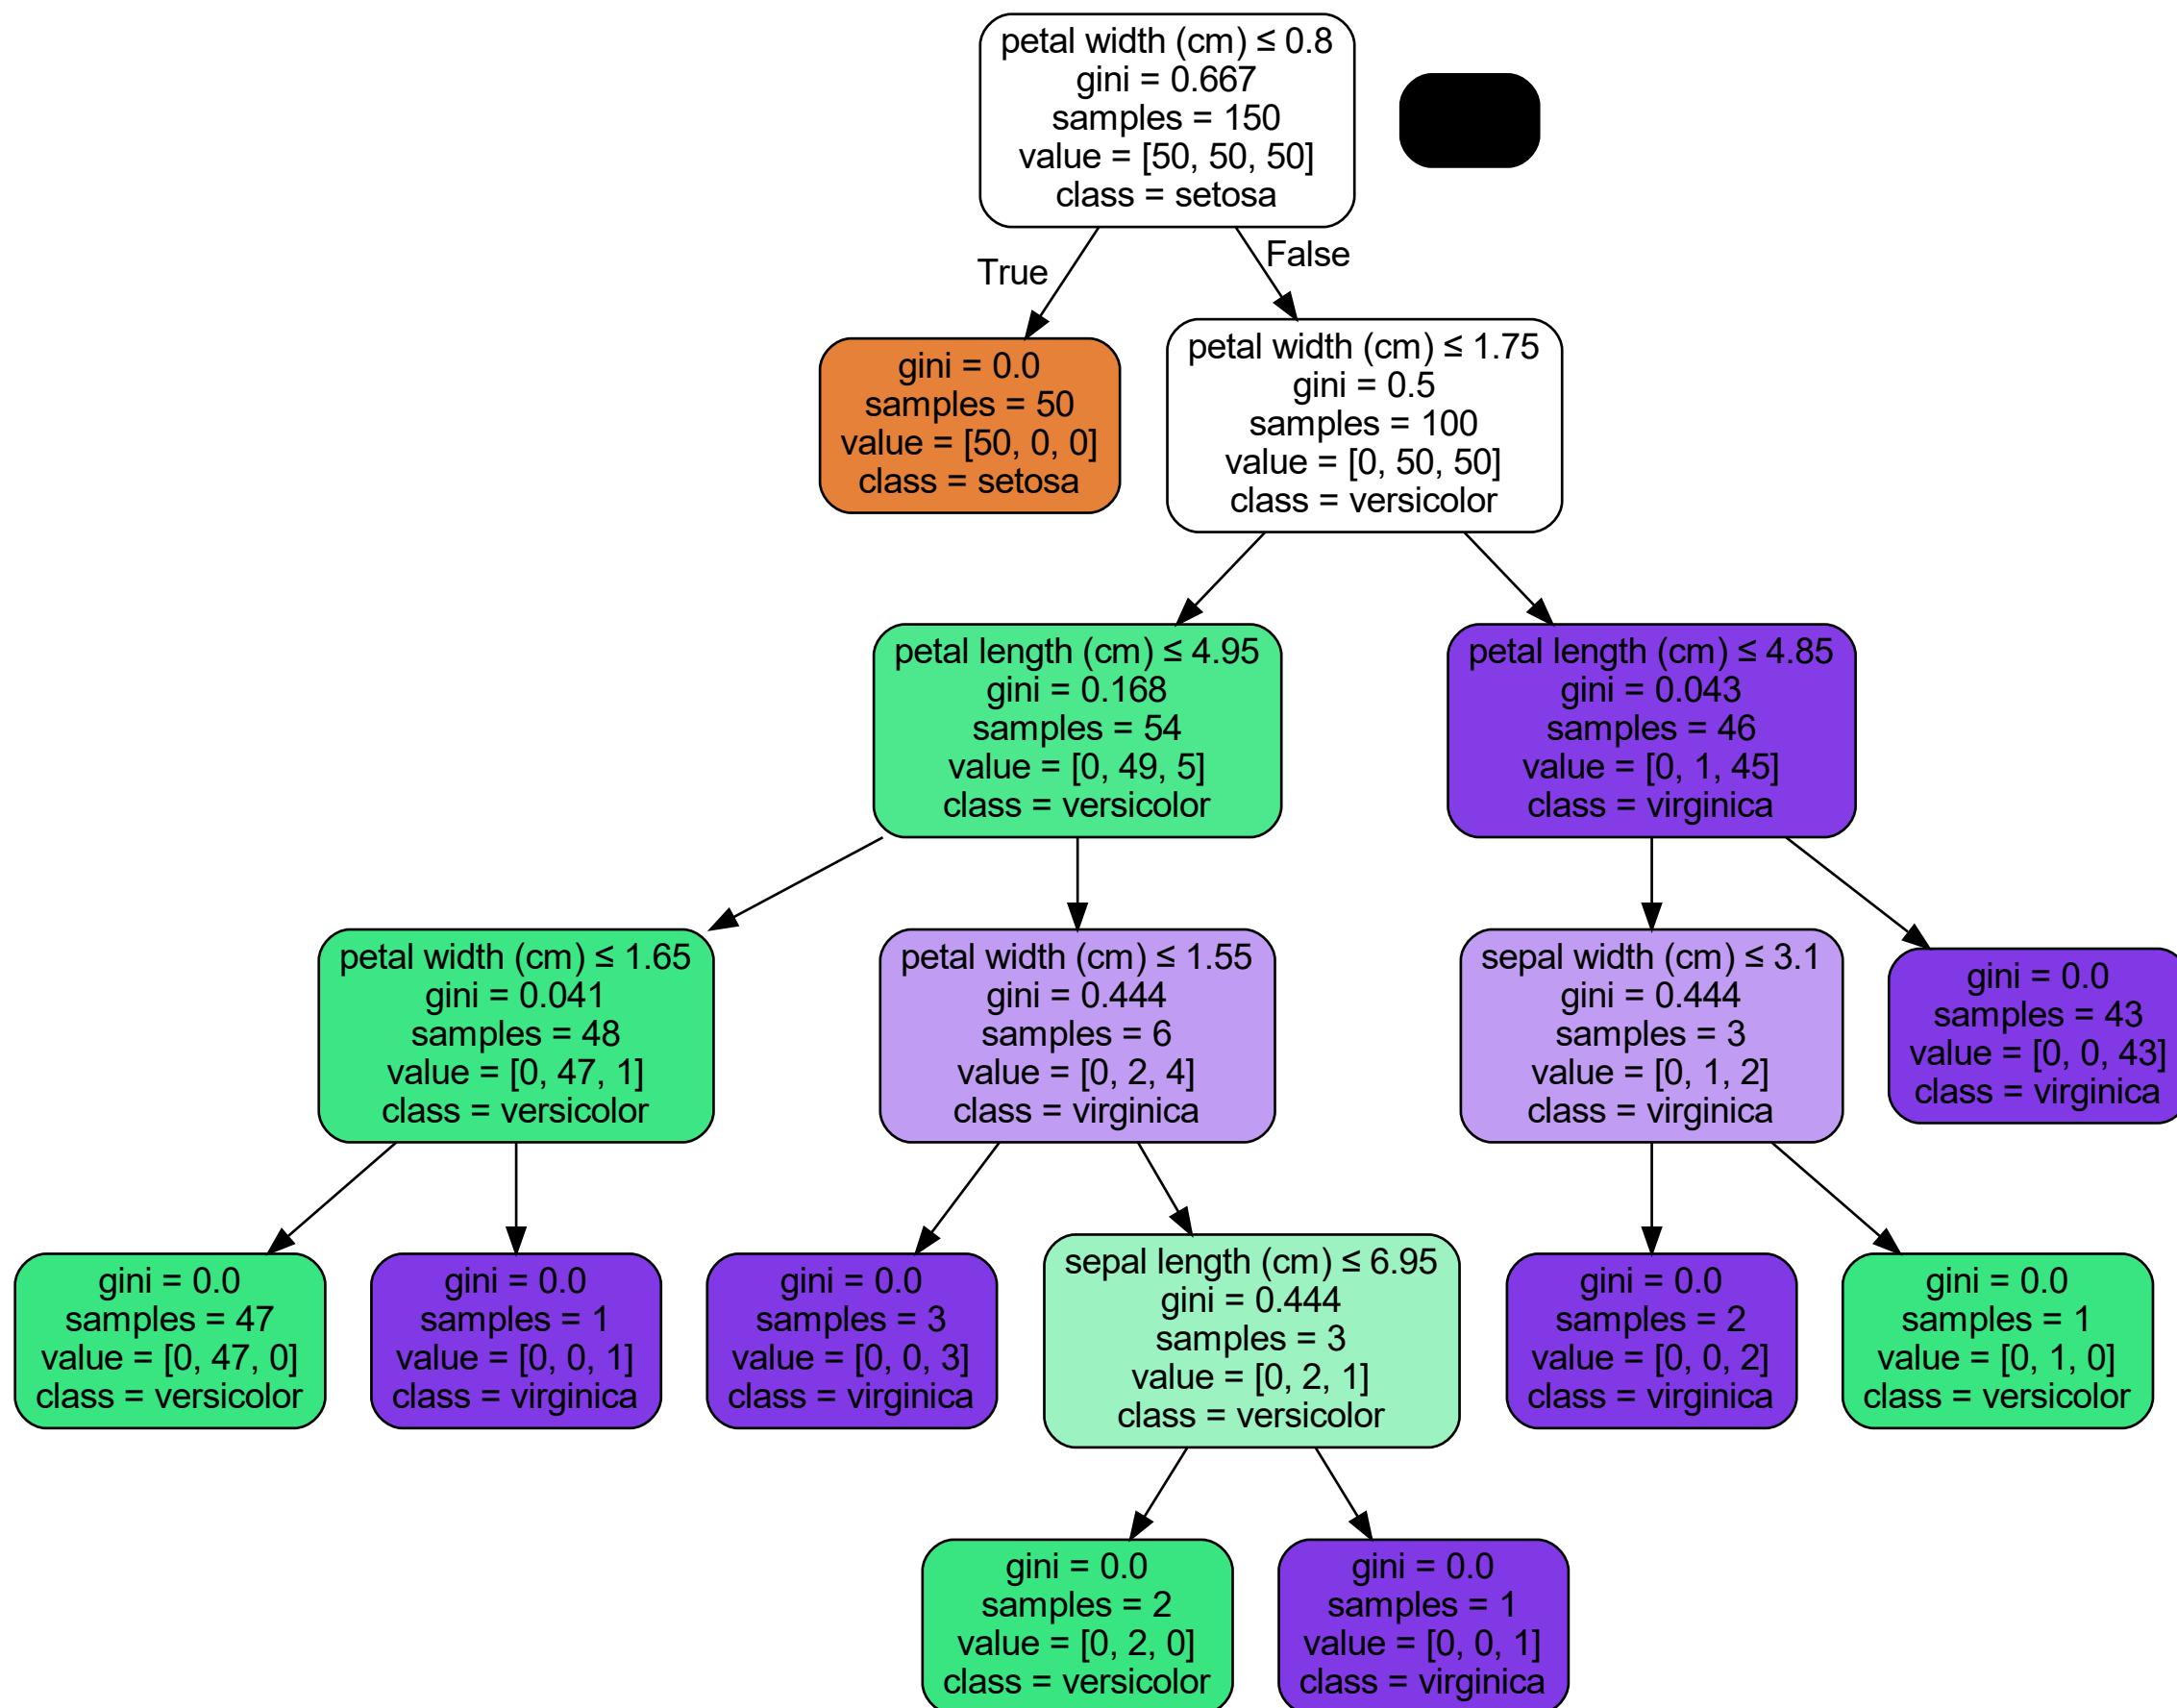 petal width (cm) ≤ 0.8
gini = 0.667
samples = 150
value = [50, 50, 50]
class = setosa
True
False
gini = 0.0
samples = 50
value = [50, 0, 0]
class = setosa
petal width (cm) ≤ 1.75
gini = 0.5
samples = 100
value = [0, 50, 50]
class = versicolor
petal length (cm) ≤ 4.95
gini = 0.168
samples = 54
value = [0, 49, 5]
class = versicolor
petal length (cm) ≤ 4.85
gini = 0.043
samples = 46
value = [0, 1, 45]
class = virginica
petal width (cm) ≤ 1.65
gini = 0.041
samples = 48
value = [0, 47, 1]
class = versicolor
petal width (cm) ≤ 1.55
gini = 0.444
samples = 6
value = [0, 2, 4]
class = virginica
sepal width (cm) ≤ 3.1
gini = 0.444
samples = 3
value = [0, 1, 2]
class = virginica
gini = 0.0
samples = 43
value = [0, 0, 43]
class = virginica
gini = 0.0
samples = 47
value = [0, 47, 0]
class = versicolor
gini = 0.0
samples = 1
value = [0, 0, 1]
class = virginica
gini = 0.0
samples = 3
value = [0, 0, 3]
class = virginica
sepal length (cm) ≤ 6.95
gini = 0.444
samples = 3
value = [0, 2, 1]
class = versicolor
gini = 0.0
samples = 2
value = [0, 0, 2]
class = virginica
gini = 0.0
samples = 1
value = [0, 1, 0]
class = versicolor
gini = 0.0
samples = 2
value = [0, 2, 0]
class = versicolor
gini = 0.0
samples = 1
value = [0, 0, 1]
class = virginica